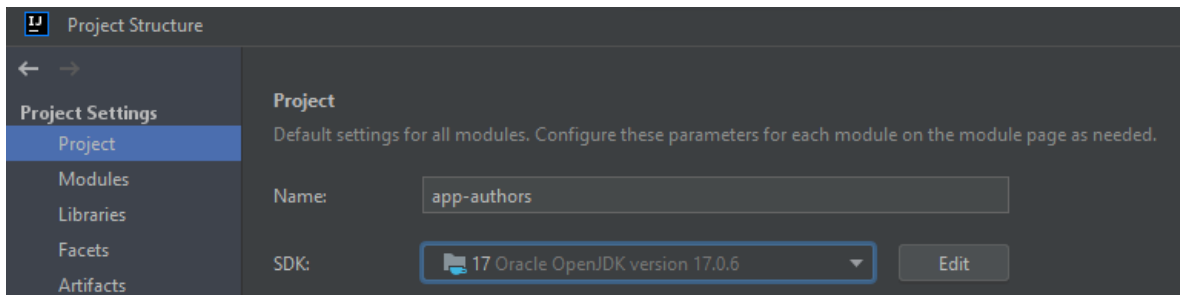 IJ Project Structure
Project Settings
Project
Modules
Libraries
Facets
Artifacts
Project
Default settings for all modules. Configure these parameters for each module on the module page as needed.
Name: app-authors
SDK: 17 Oracle OpenJDK version 17.0.6 Edit